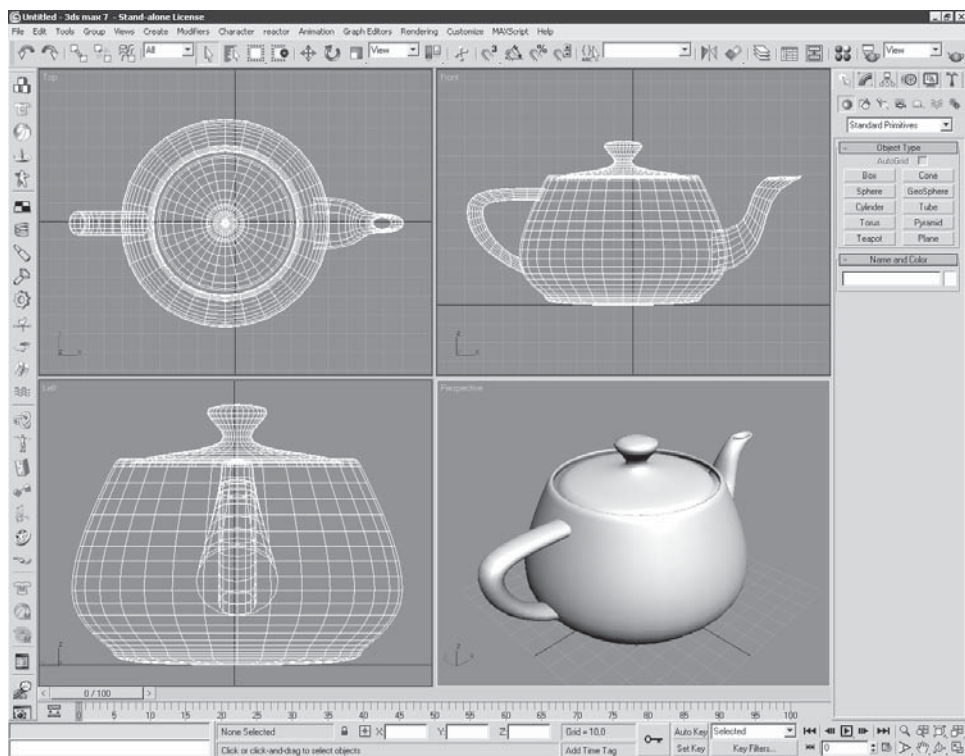 Untitled - 3ds max 7 - Stand-alone License
File Edit Tools Group Views Create Modifiers Character reactor Animation Graph Editors Rendering Customize MAXScript Help
All View View
Top
Front
Standard Primitives
Object Type
AutoGrid
Box Cone
Sphere GeoSphere
Cylinder Tube
Torus Pyramid
Teapot Plane
Name and Color
Left
Perspective
0 / 100
0 5 10 15 20 25 30 35 40 45 50 55 60 65 70 75 80 85 90 95 100
None Selected X: Y: Z: Grid = 10,0 Auto Key Selected
Click or click-and-drag to select objects Add Time Tag Set Key Key Filters... 0